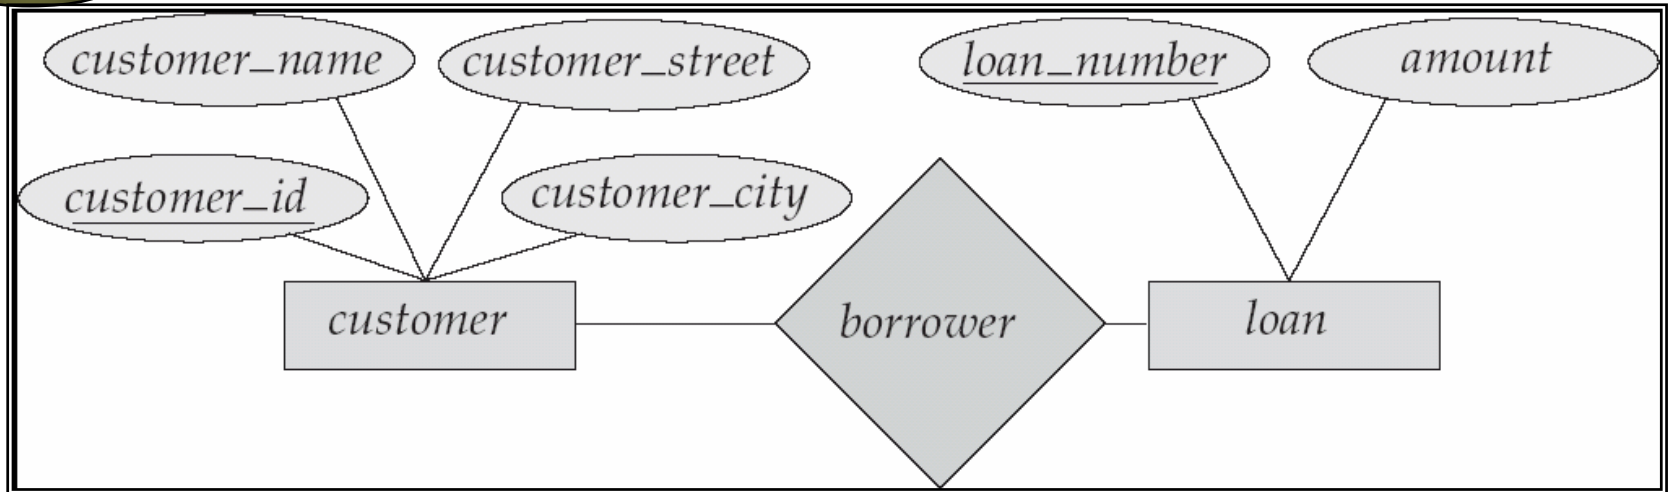 customer_name
customer_street
loan_number
amount
customer_id
customer_city
customer
borrower
loan